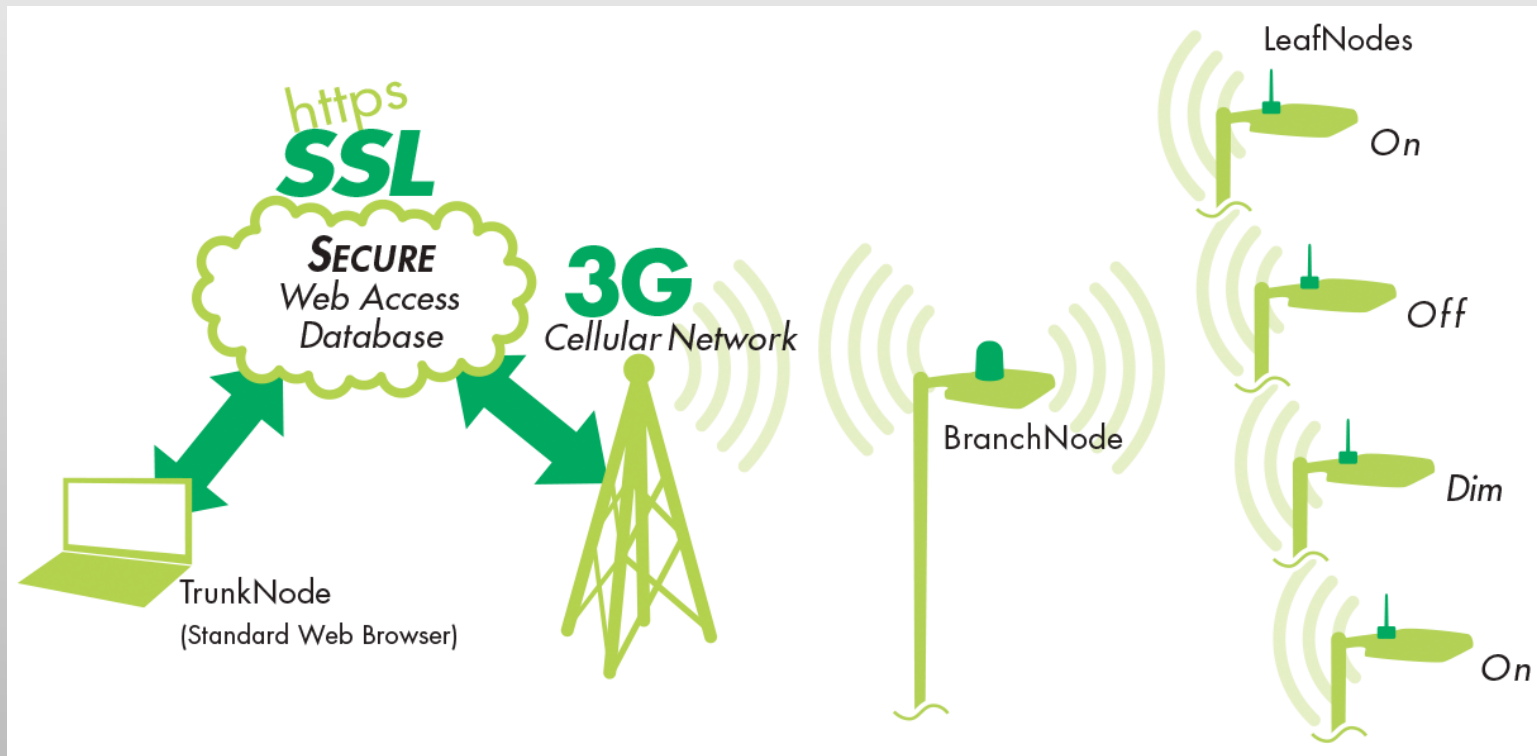 https
SSL
SECURE
Web Access
Database
3G
Cellular Network
TrunkNode
(Standard Web Browser)
BranchNode
LeafNodes
On
Off
Dim
On